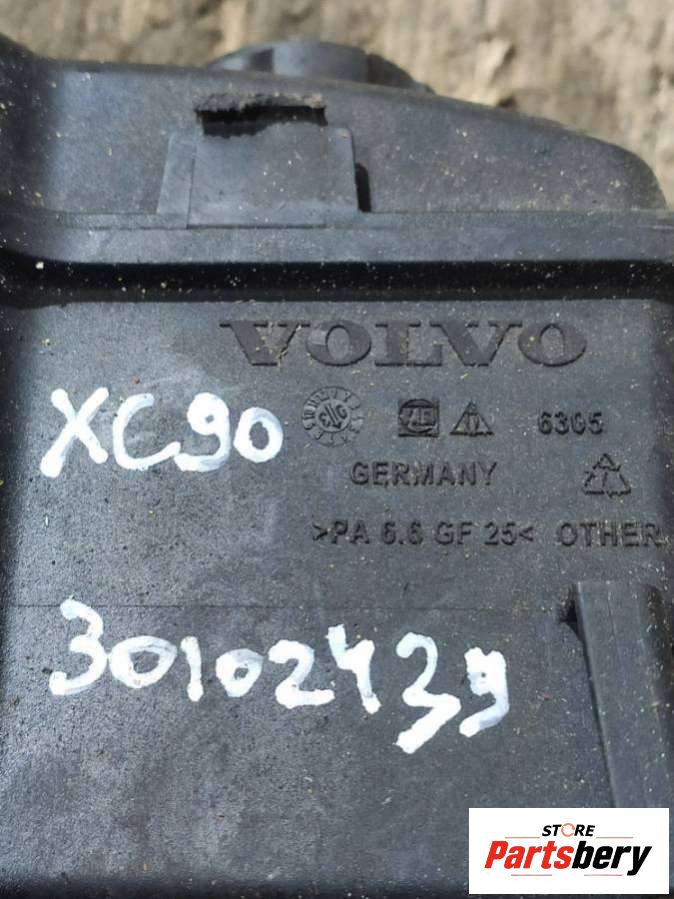 VOLVO
XC90
6305
GERMANY
>PA 6.6 GF 25< OTHER
30102439
STORE
Partsbery